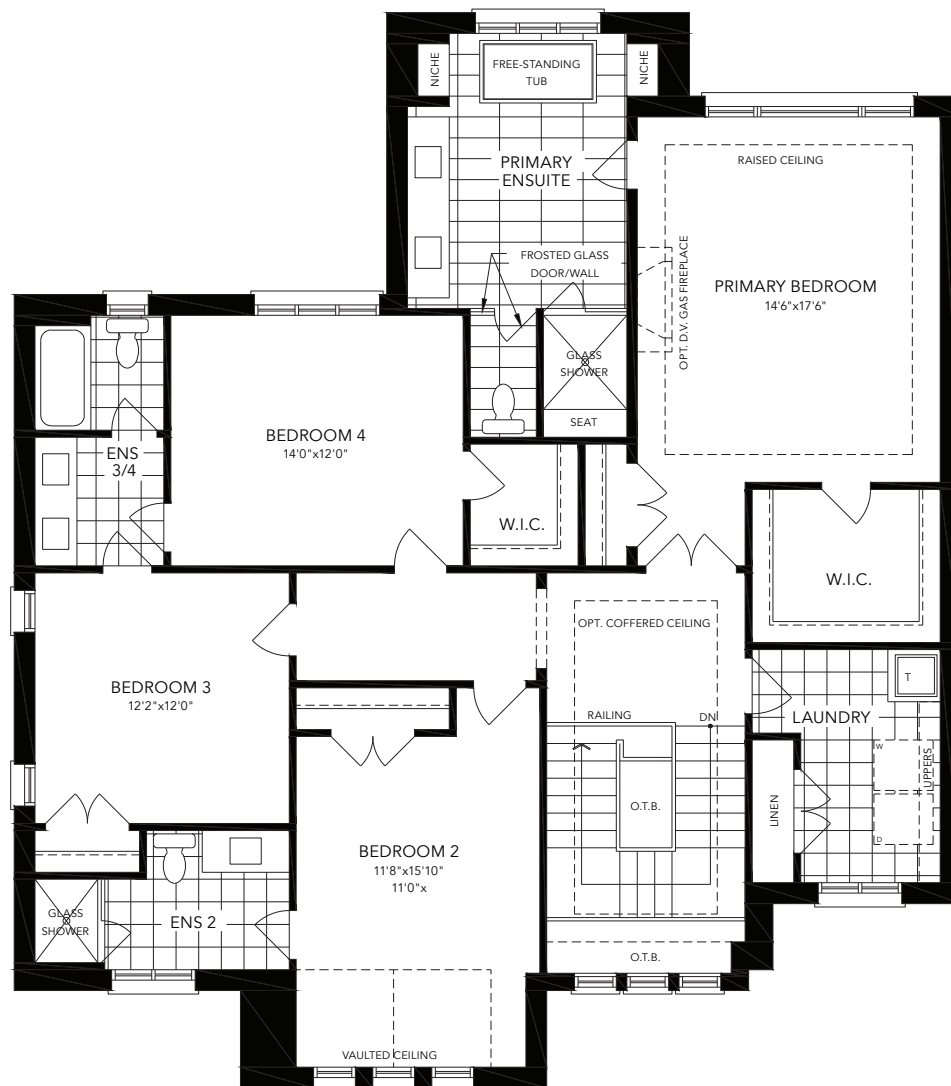 NICHE
FREE-STANDING
TUB
NICHE
PRIMARY
ENSUITE
RAISED CEILING
FROSTED GLASS
DOOR/WALL
OPT. D.V. GAS FIREPLACE
PRIMARY BEDROOM
14'6"x17'6"
GLASS
SHOWER
SEAT
BEDROOM 4
14'0"x12'0"
ENS
3/4
W.I.C.
W.I.C.
OPT. COFFERED CEILING
BEDROOM 3
12'2"x12'0"
RAILING
DN
LAUNDRY
T
W
UPPERS
D
LINEN
O.T.B.
BEDROOM 2
11'8"x15'10"
11'0"x
GLASS
SHOWER
ENS 2
O.T.B.
VAULTED CEILING